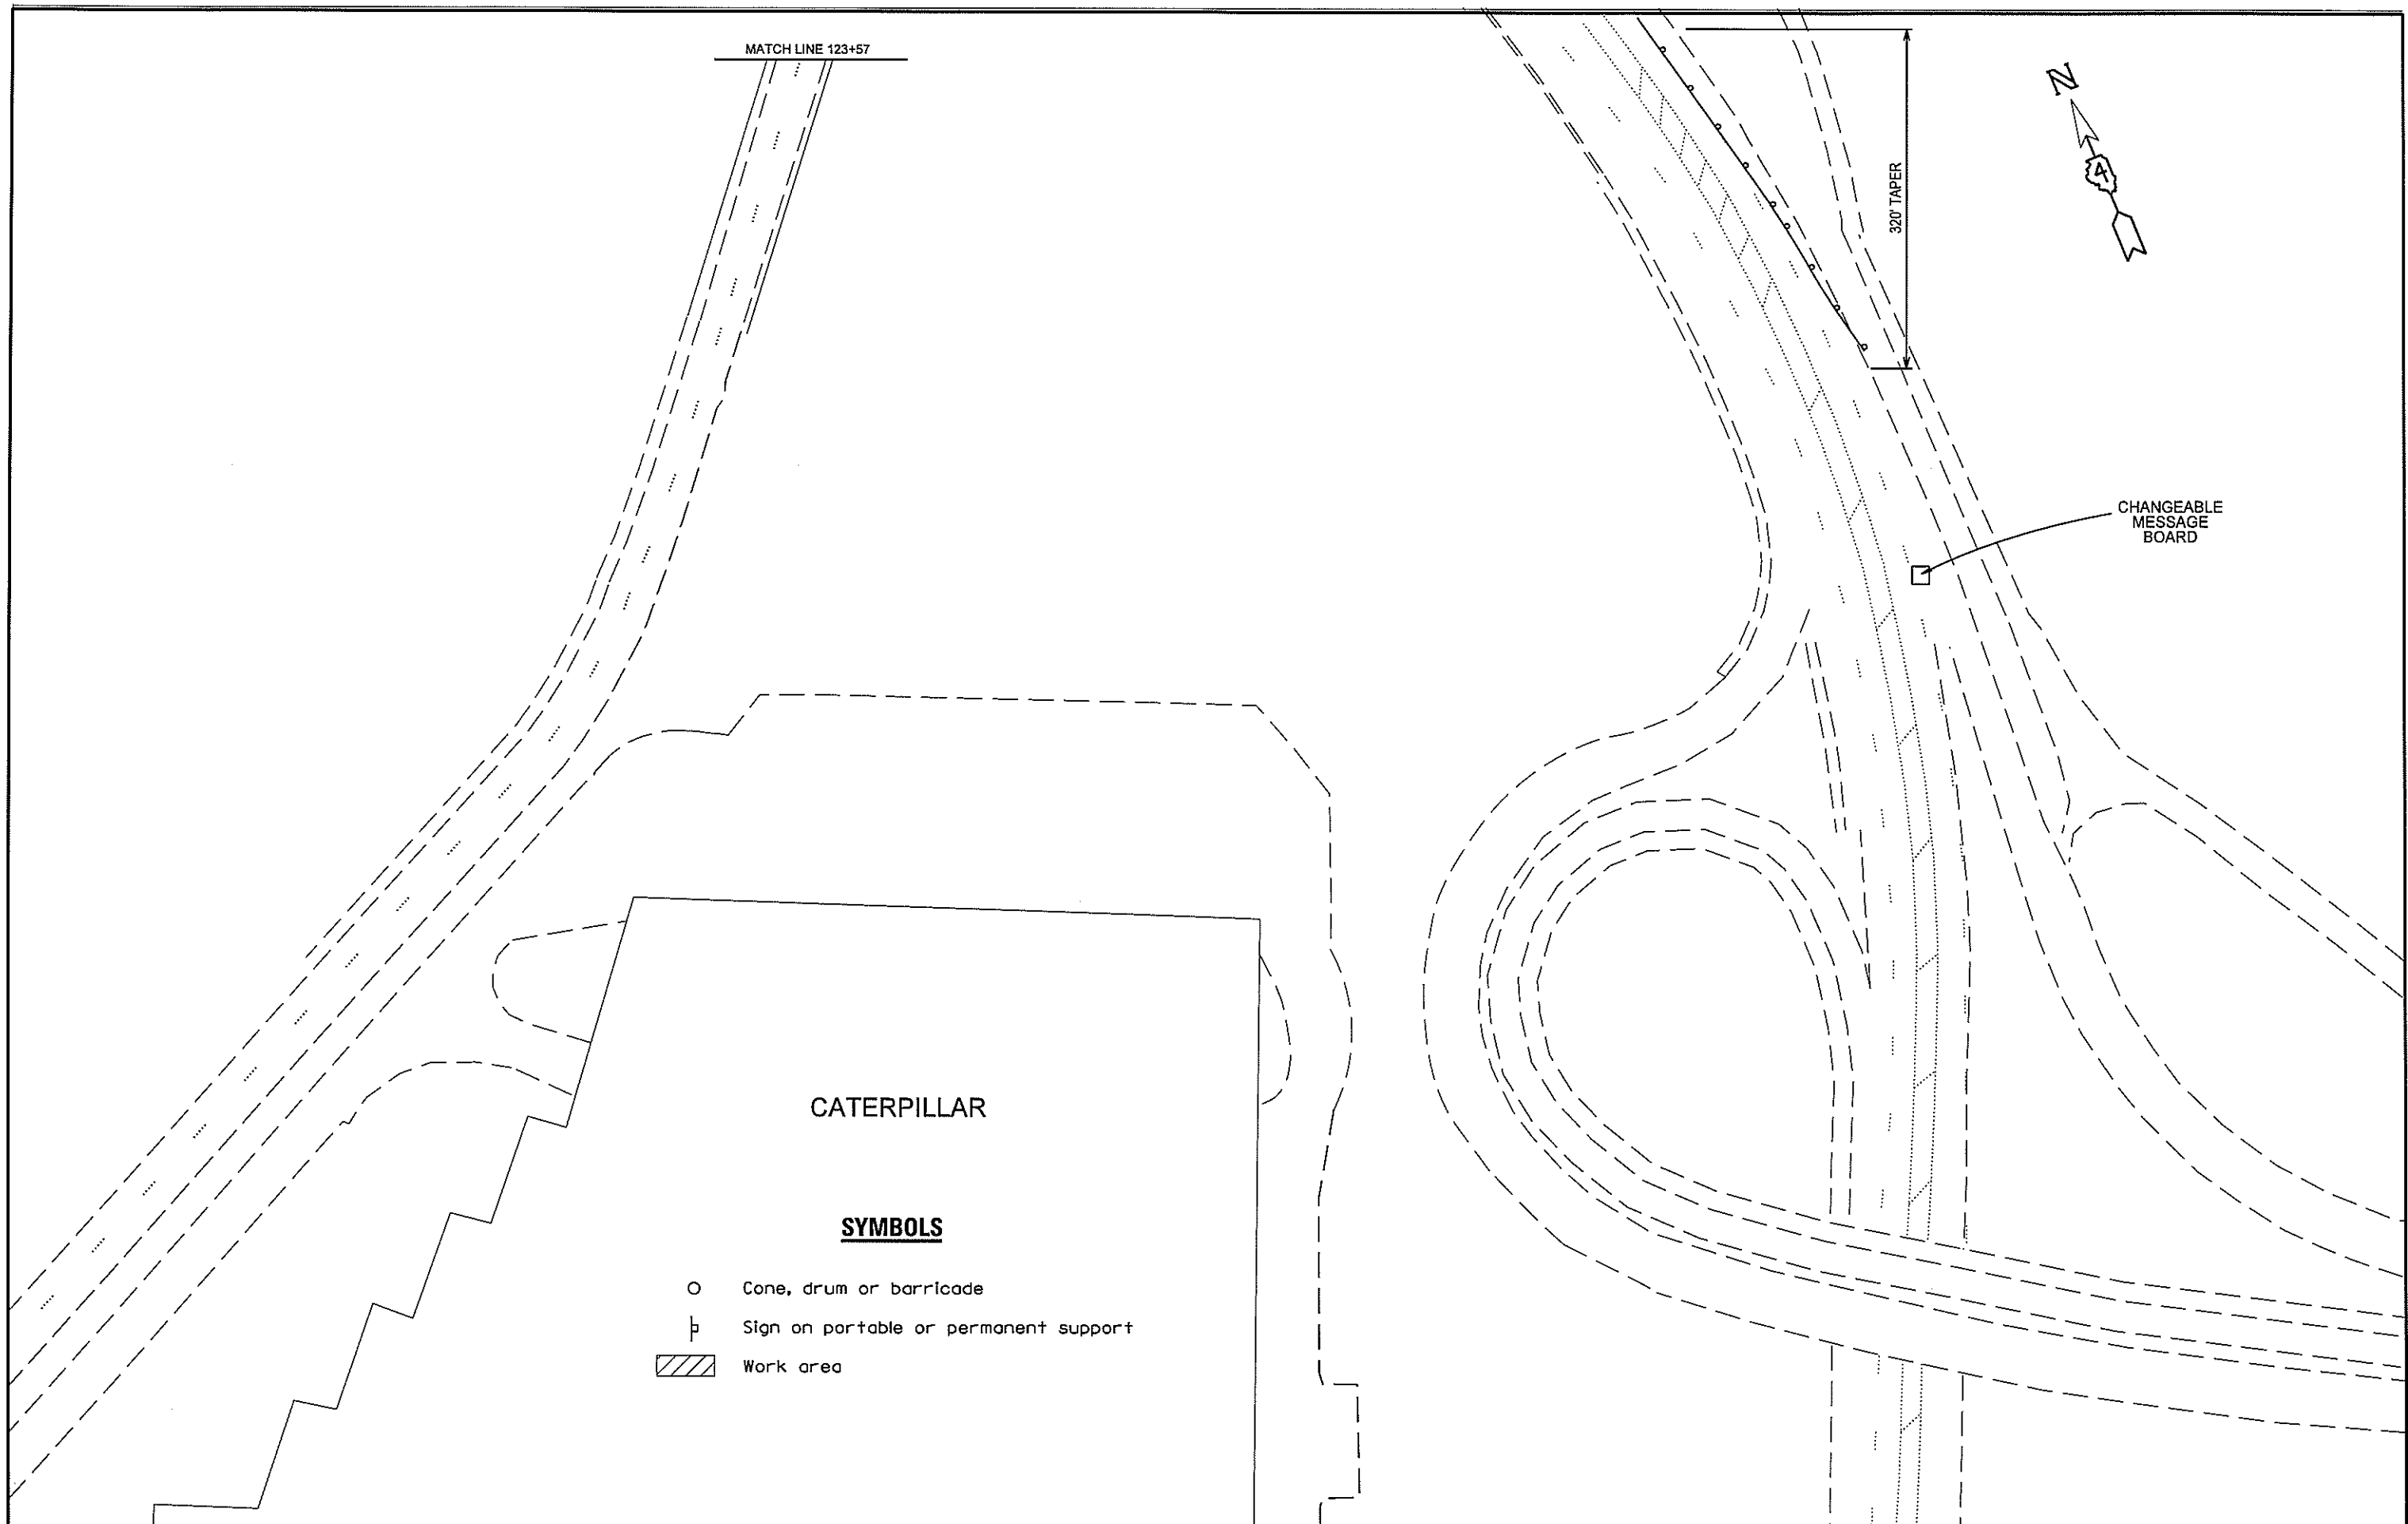 MATCH LINE 123+57
320' TAPER
N
4
CHANGEABLE
MESSAGE
BOARD
CATERPILLAR
SYMBOLS
Cone, drum or barricade
Sign on portable or permanent support
Work area